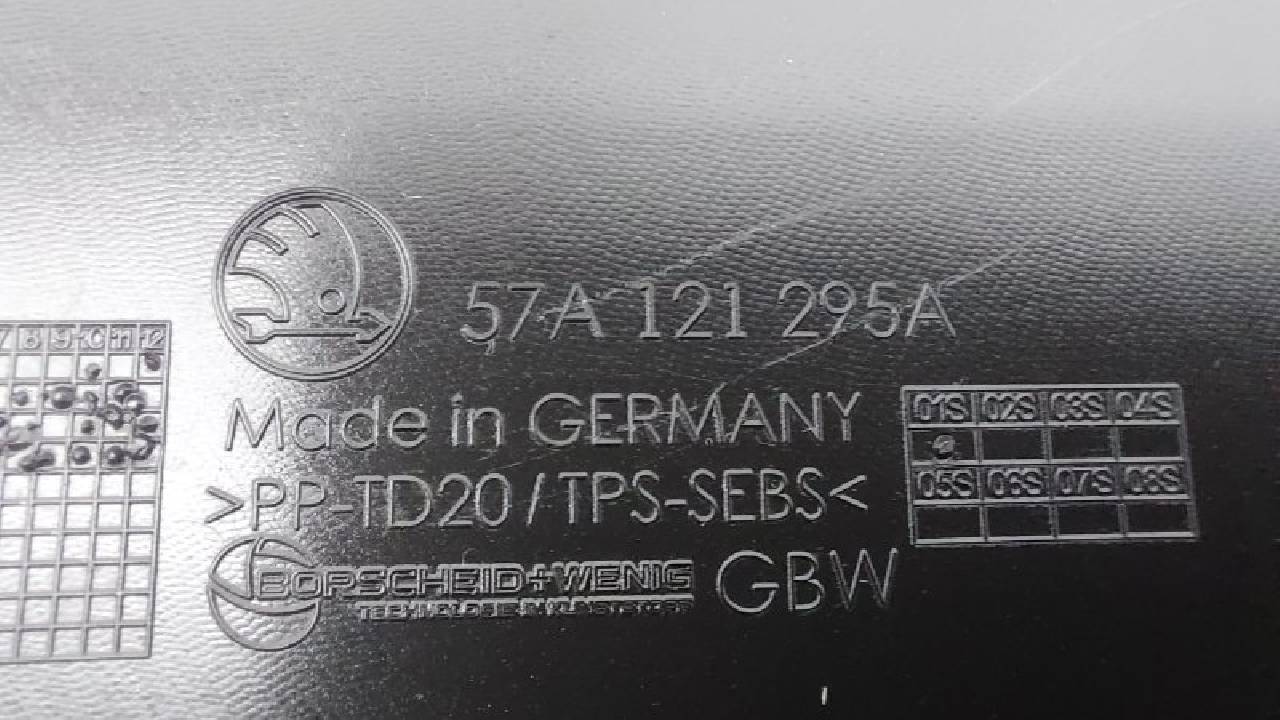 57A 121 295A
7 8 9 10 11 12
Made in GERMANY
01S 02S 03S 04S
>PP-TD20/TPS-SEBS<
05S 06S 07S 08S
BORSCHEID+WENIG
GBW